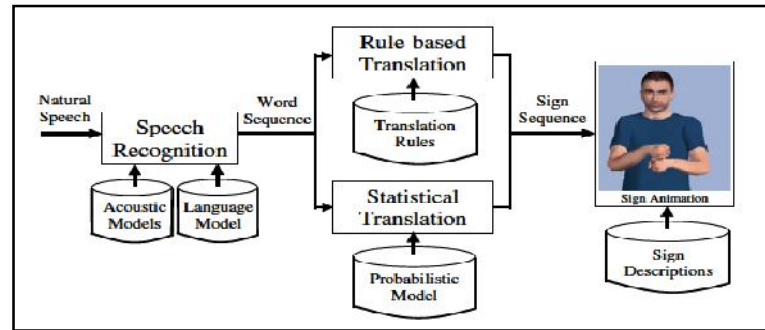 Natural
Speech
Speech
Recognition
Acoustic
Models
Language
Model
Word
Sequence
Rule based
Translation
Translation
Rules
Statistical
Translation
Probabilistic
Model
Sign
Sequence
Sign Animation
Sign
Descriptions